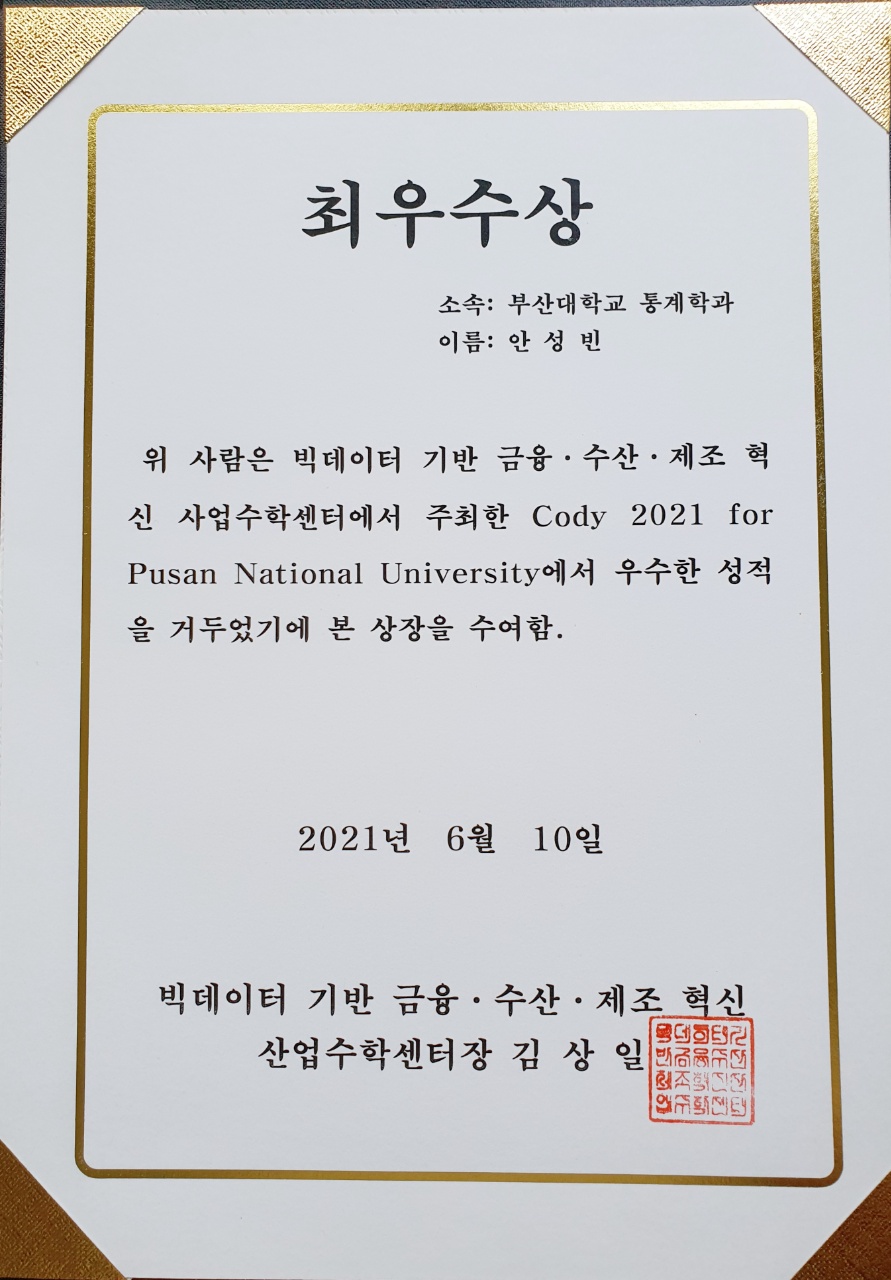 최우수상
소속: 부산대학교 통계학과
이름: 안 성 빈
위 사람은 빅데이터 기반 금융·수산·제조 혁
신 사업수학센터에서 주최한 Cody 2021 for
Pusan National University에서 우수한 성적
을 거두었기에 본 상장을 수여함.
2021년 6월 10일
빅데이터 기반 금융·수산·제조 혁신
산업수학센터장 김 상 일